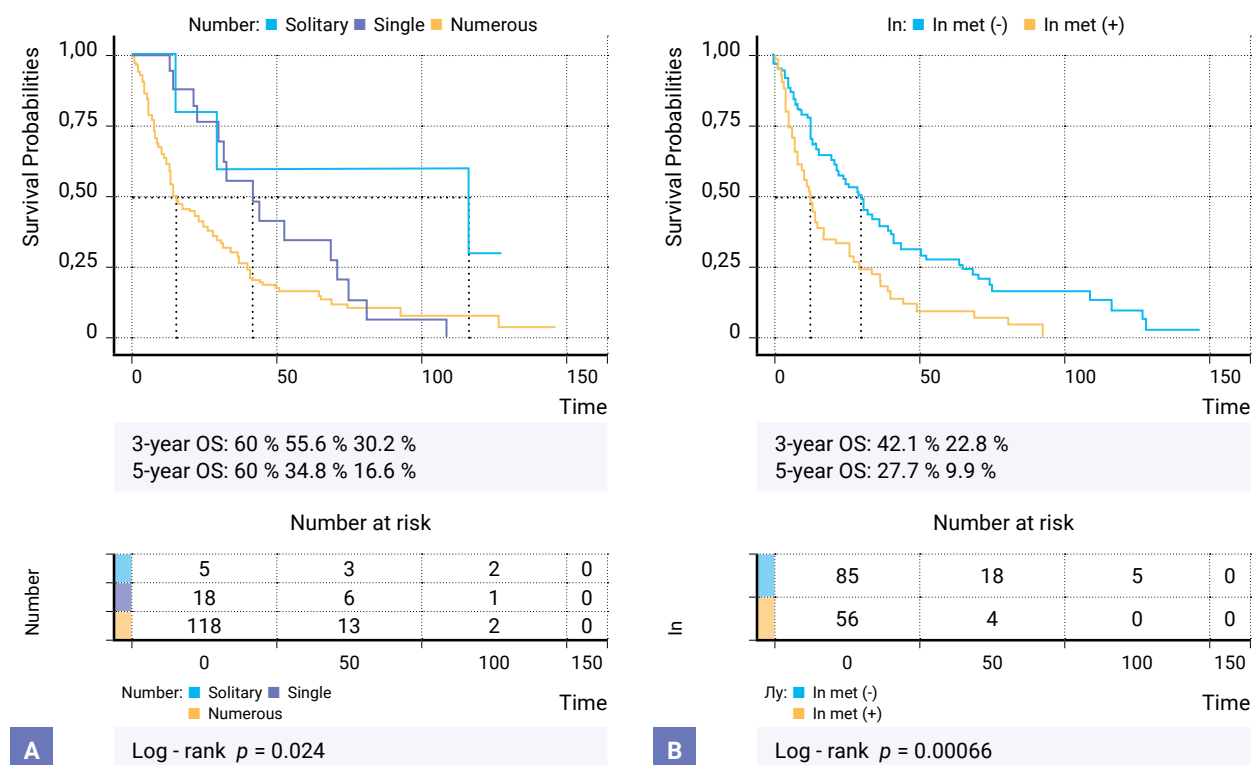 Number: Solitary Single Numerous
Survival Probabilities
1,00
0,75
0,50
0,25
0
0 50 100 150
Time
3-year OS: 60 % 55.6 % 30.2 %
5-year OS: 60 % 34.8 % 16.6 %
Number at risk
Number
5 3 2 0
18 6 1 0
118 13 2 0
0 50 100 150
Number: Solitary Single
Numerous
Time
A
Log - rank p = 0.024
In: In met (-) In met (+)
Survival Probabilities
1,00
0,75
0,50
0,25
0
0 50 100 150
Time
3-year OS: 42.1 % 22.8 %
5-year OS: 27.7 % 9.9 %
Number at risk
In
85 18 5 0
56 4 0 0
0 50 100 150
Лу: In met (-)
In met (+)
Time
B
Log - rank p = 0.00066